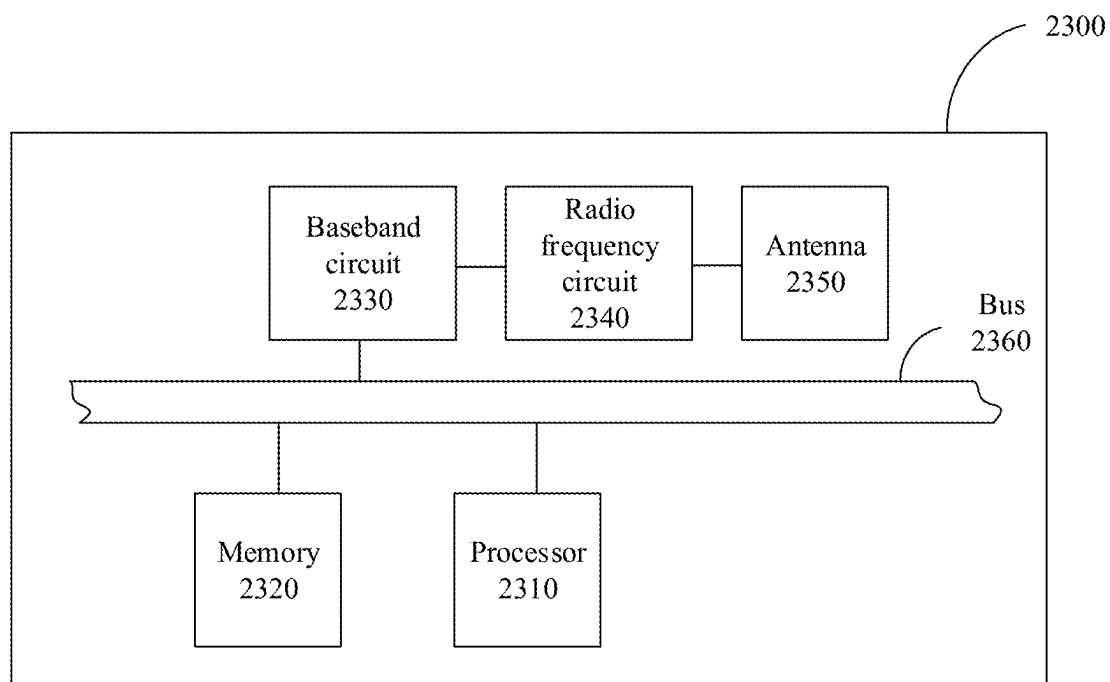 2300
Baseband
circuit
2330
Radio
frequency
circuit
2340
Antenna
2350
Bus
2360
Memory
2320
Processor
2310